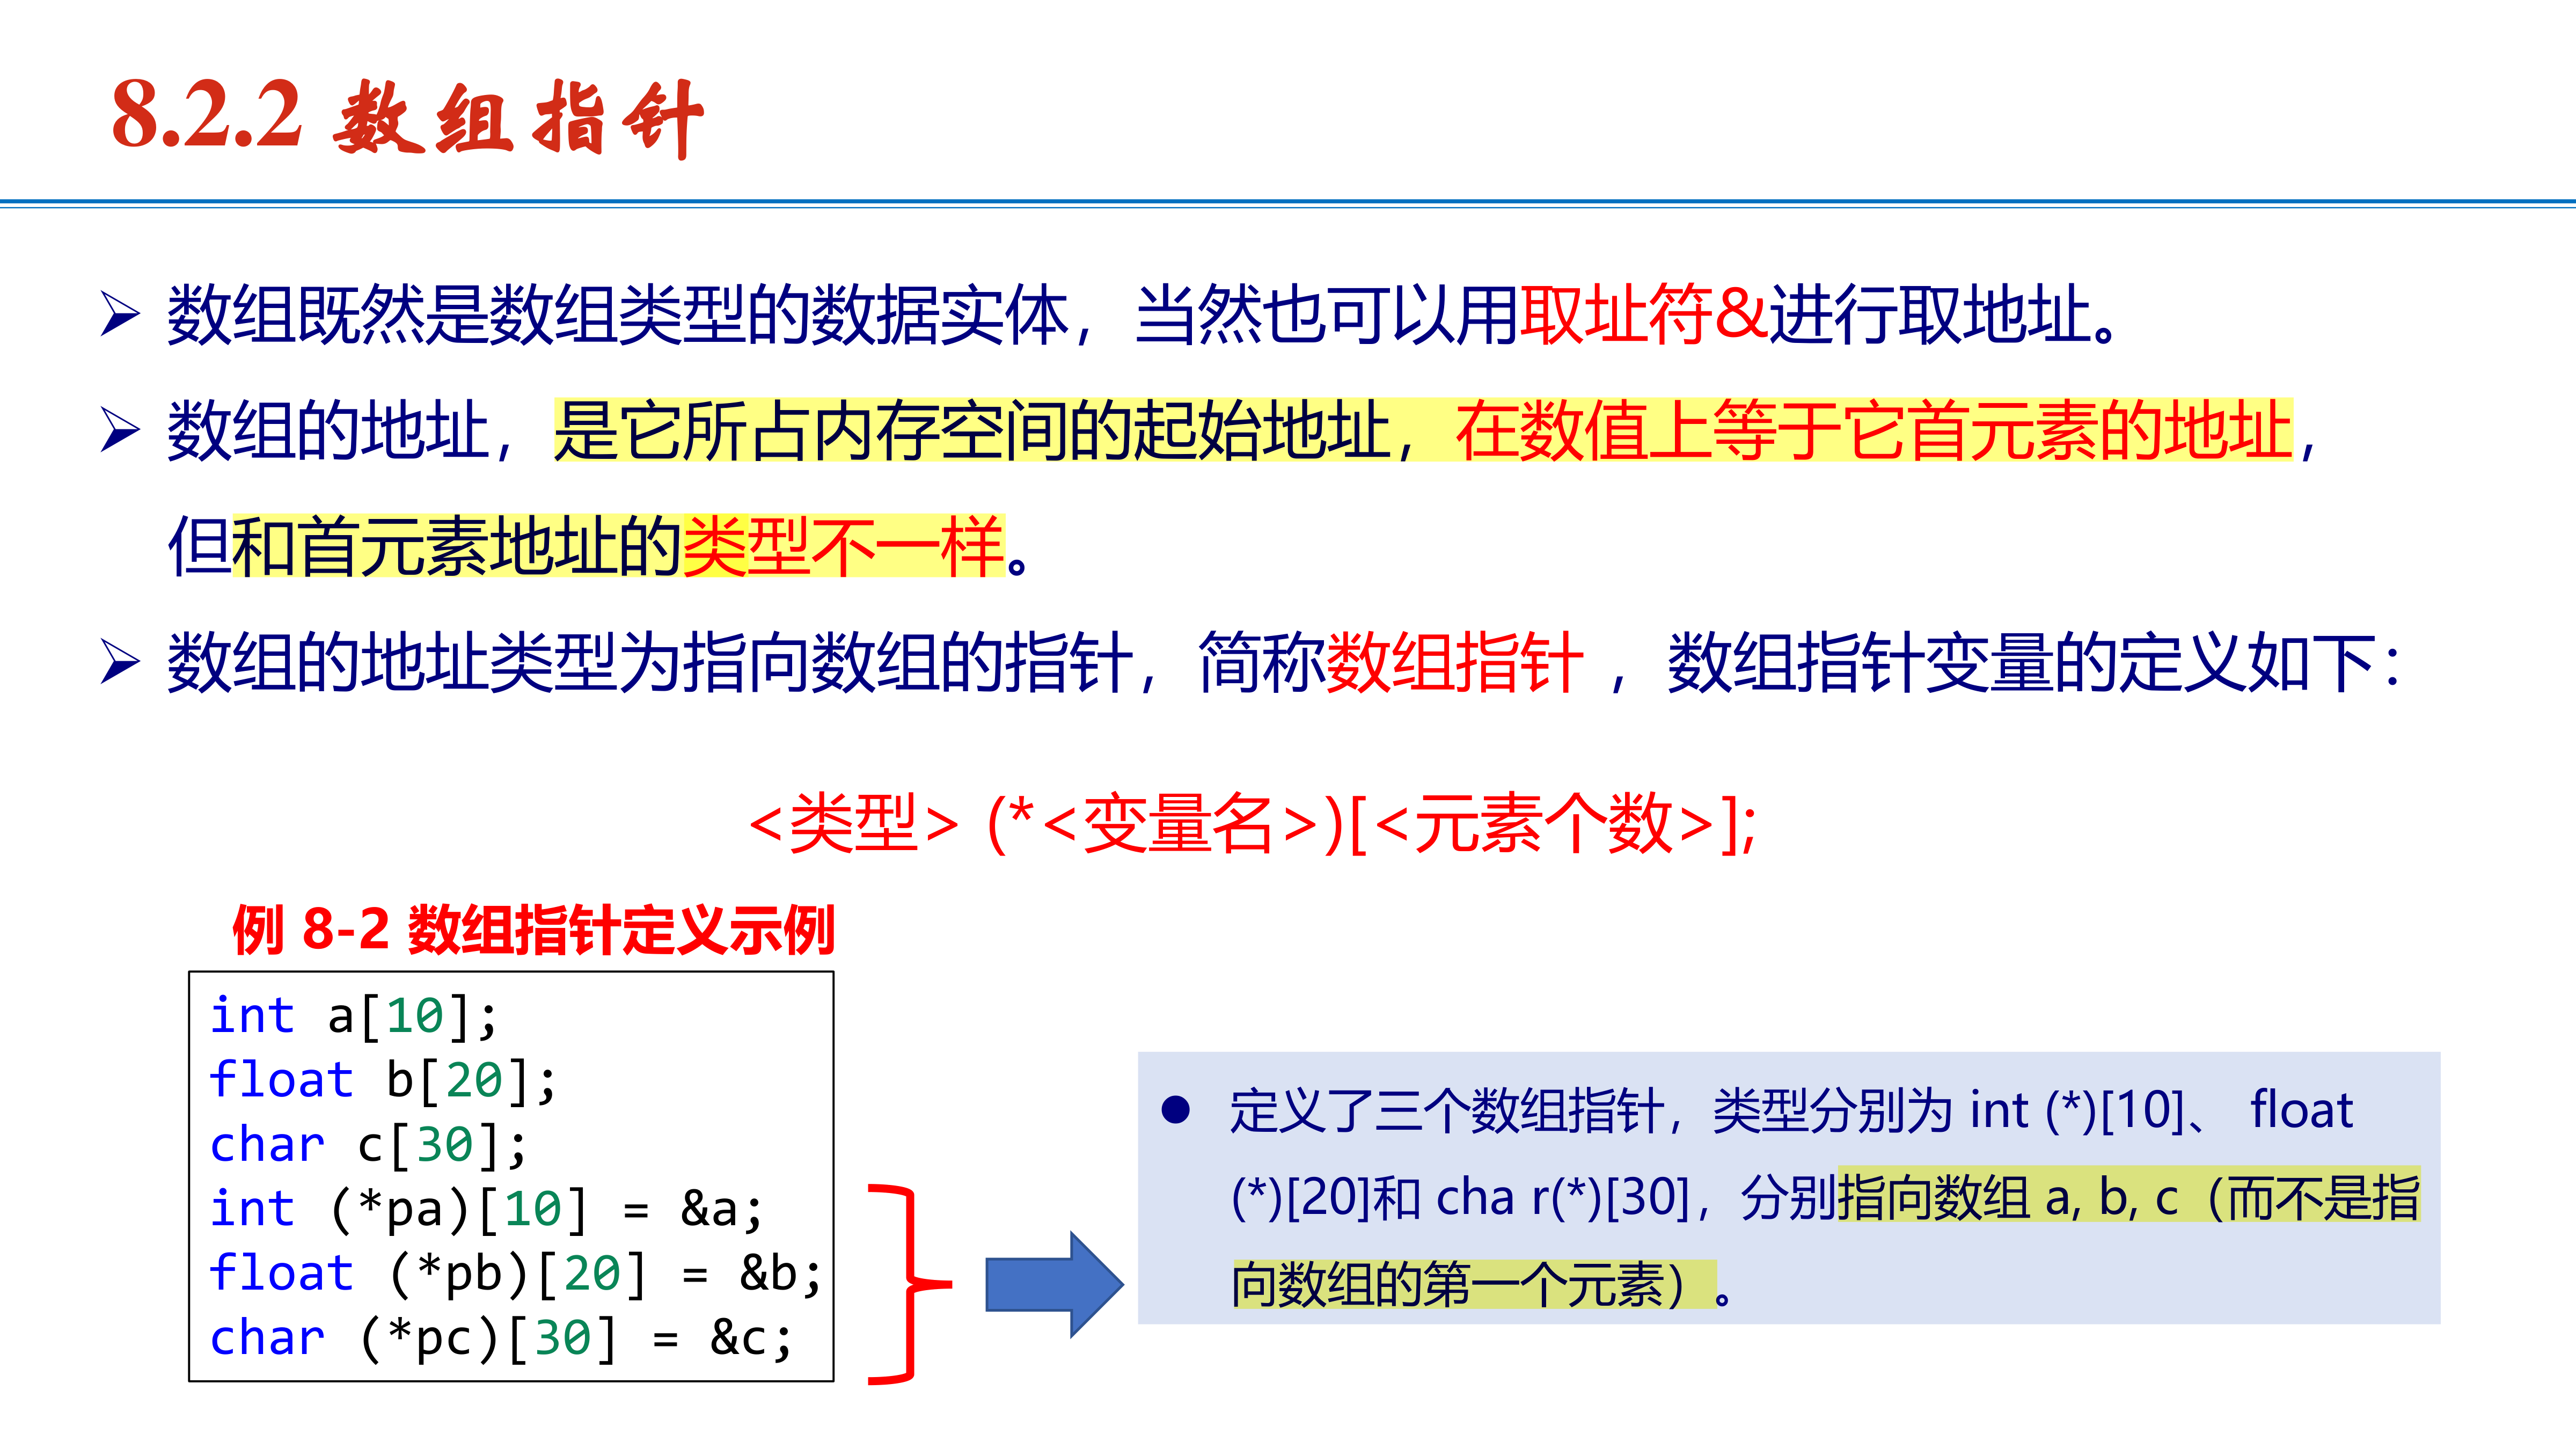 8.2.2 数组指针
数组既然是数组类型的数据实体，当然也可以用取址符&进行取地址。
数组的地址，是它所占内存空间的起始地址，在数值上等于它首元素的地址，
但和首元素地址的类型不一样。
数组的地址类型为指向数组的指针，简称数组指针 ，数组指针变量的定义如下：
<类型> (*<变量名>)[<元素个数>];
例 8-2 数组指针定义示例
int a[10];
float b[20];
char c[30];
int (*pa)[10] = &a;
float (*pb)[20] = &b;
char (*pc)[30] = &c;
定义了三个数组指针，类型分别为 int (*)[10]、 float
(*)[20]和 cha r(*)[30]，分别指向数组 a, b, c（而不是指
向数组的第一个元素）。